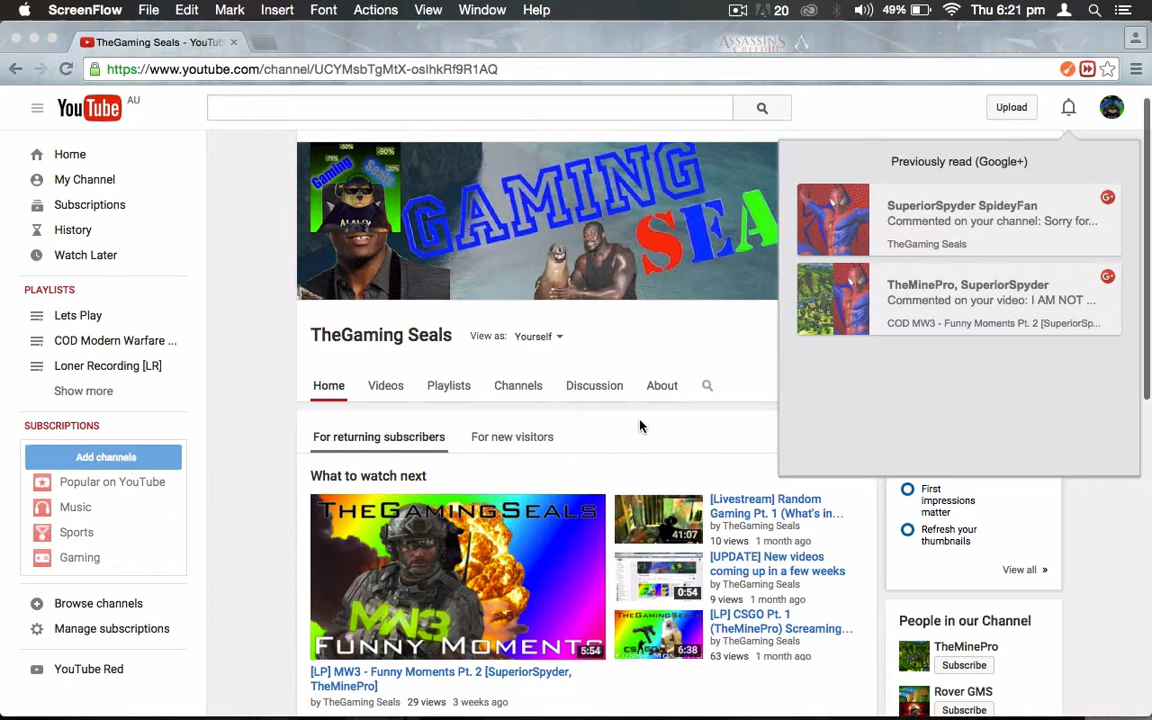 ScreenFlow File Edit Mark Insert Font Actions View Window Help 20 49% Thu 6:21 pm
TheGaming Seals - YouTub
ASSASSIN'S
https://www.youtube.com/channel/UCYMsbTgMtX-osIhkRf9R1AQ
YouTube AU
Upload
Home
My Channel
Subscriptions
History
Watch Later
PLAYLISTS
Lets Play
COD Modern Warfare ...
Loner Recording [LR]
Show more
SUBSCRIPTIONS
Add channels
Popular on YouTube
Music
Sports
Gaming
Browse channels
Manage subscriptions
YouTube Red
-90%
Gaming Seals
GAMING
SEA
TheGaming Seals View as: Yourself
Home Videos Playlists Channels Discussion About
For returning subscribers For new visitors
What to watch next
THEGAMINGSEALS
MW3
FUNNY MOMENTS
5:54
[LP] MW3 - Funny Moments Pt. 2 [SuperiorSpyder,
TheMinePro]
by TheGaming Seals 29 views 3 weeks ago
41:07
[Livestream] Random
Gaming Pt. 1 (What's in...
by TheGaming Seals
10 views 1 month ago
0:54
[UPDATE] New videos
coming up in a few weeks
by TheGaming Seals
9 views 1 month ago
THEGAMINGSEALS
CSGO
6:38
[LP] CSGO Pt. 1
(TheMinePro) Screaming...
by TheGaming Seals
63 views 1 month ago
Previously read (Google+)
SuperiorSpyder SpideyFan
Commented on your channel: Sorry for...
TheGaming Seals
TheMinePro, SuperiorSpyder
Commented on your video: I AM NOT ...
COD MW3 - Funny Moments Pt. 2 [SuperiorSp...
First
impressions
matter
Refresh your
thumbnails
View all »
People in our Channel
TheMinePro
Subscribe
Rover GMS
Subscribe